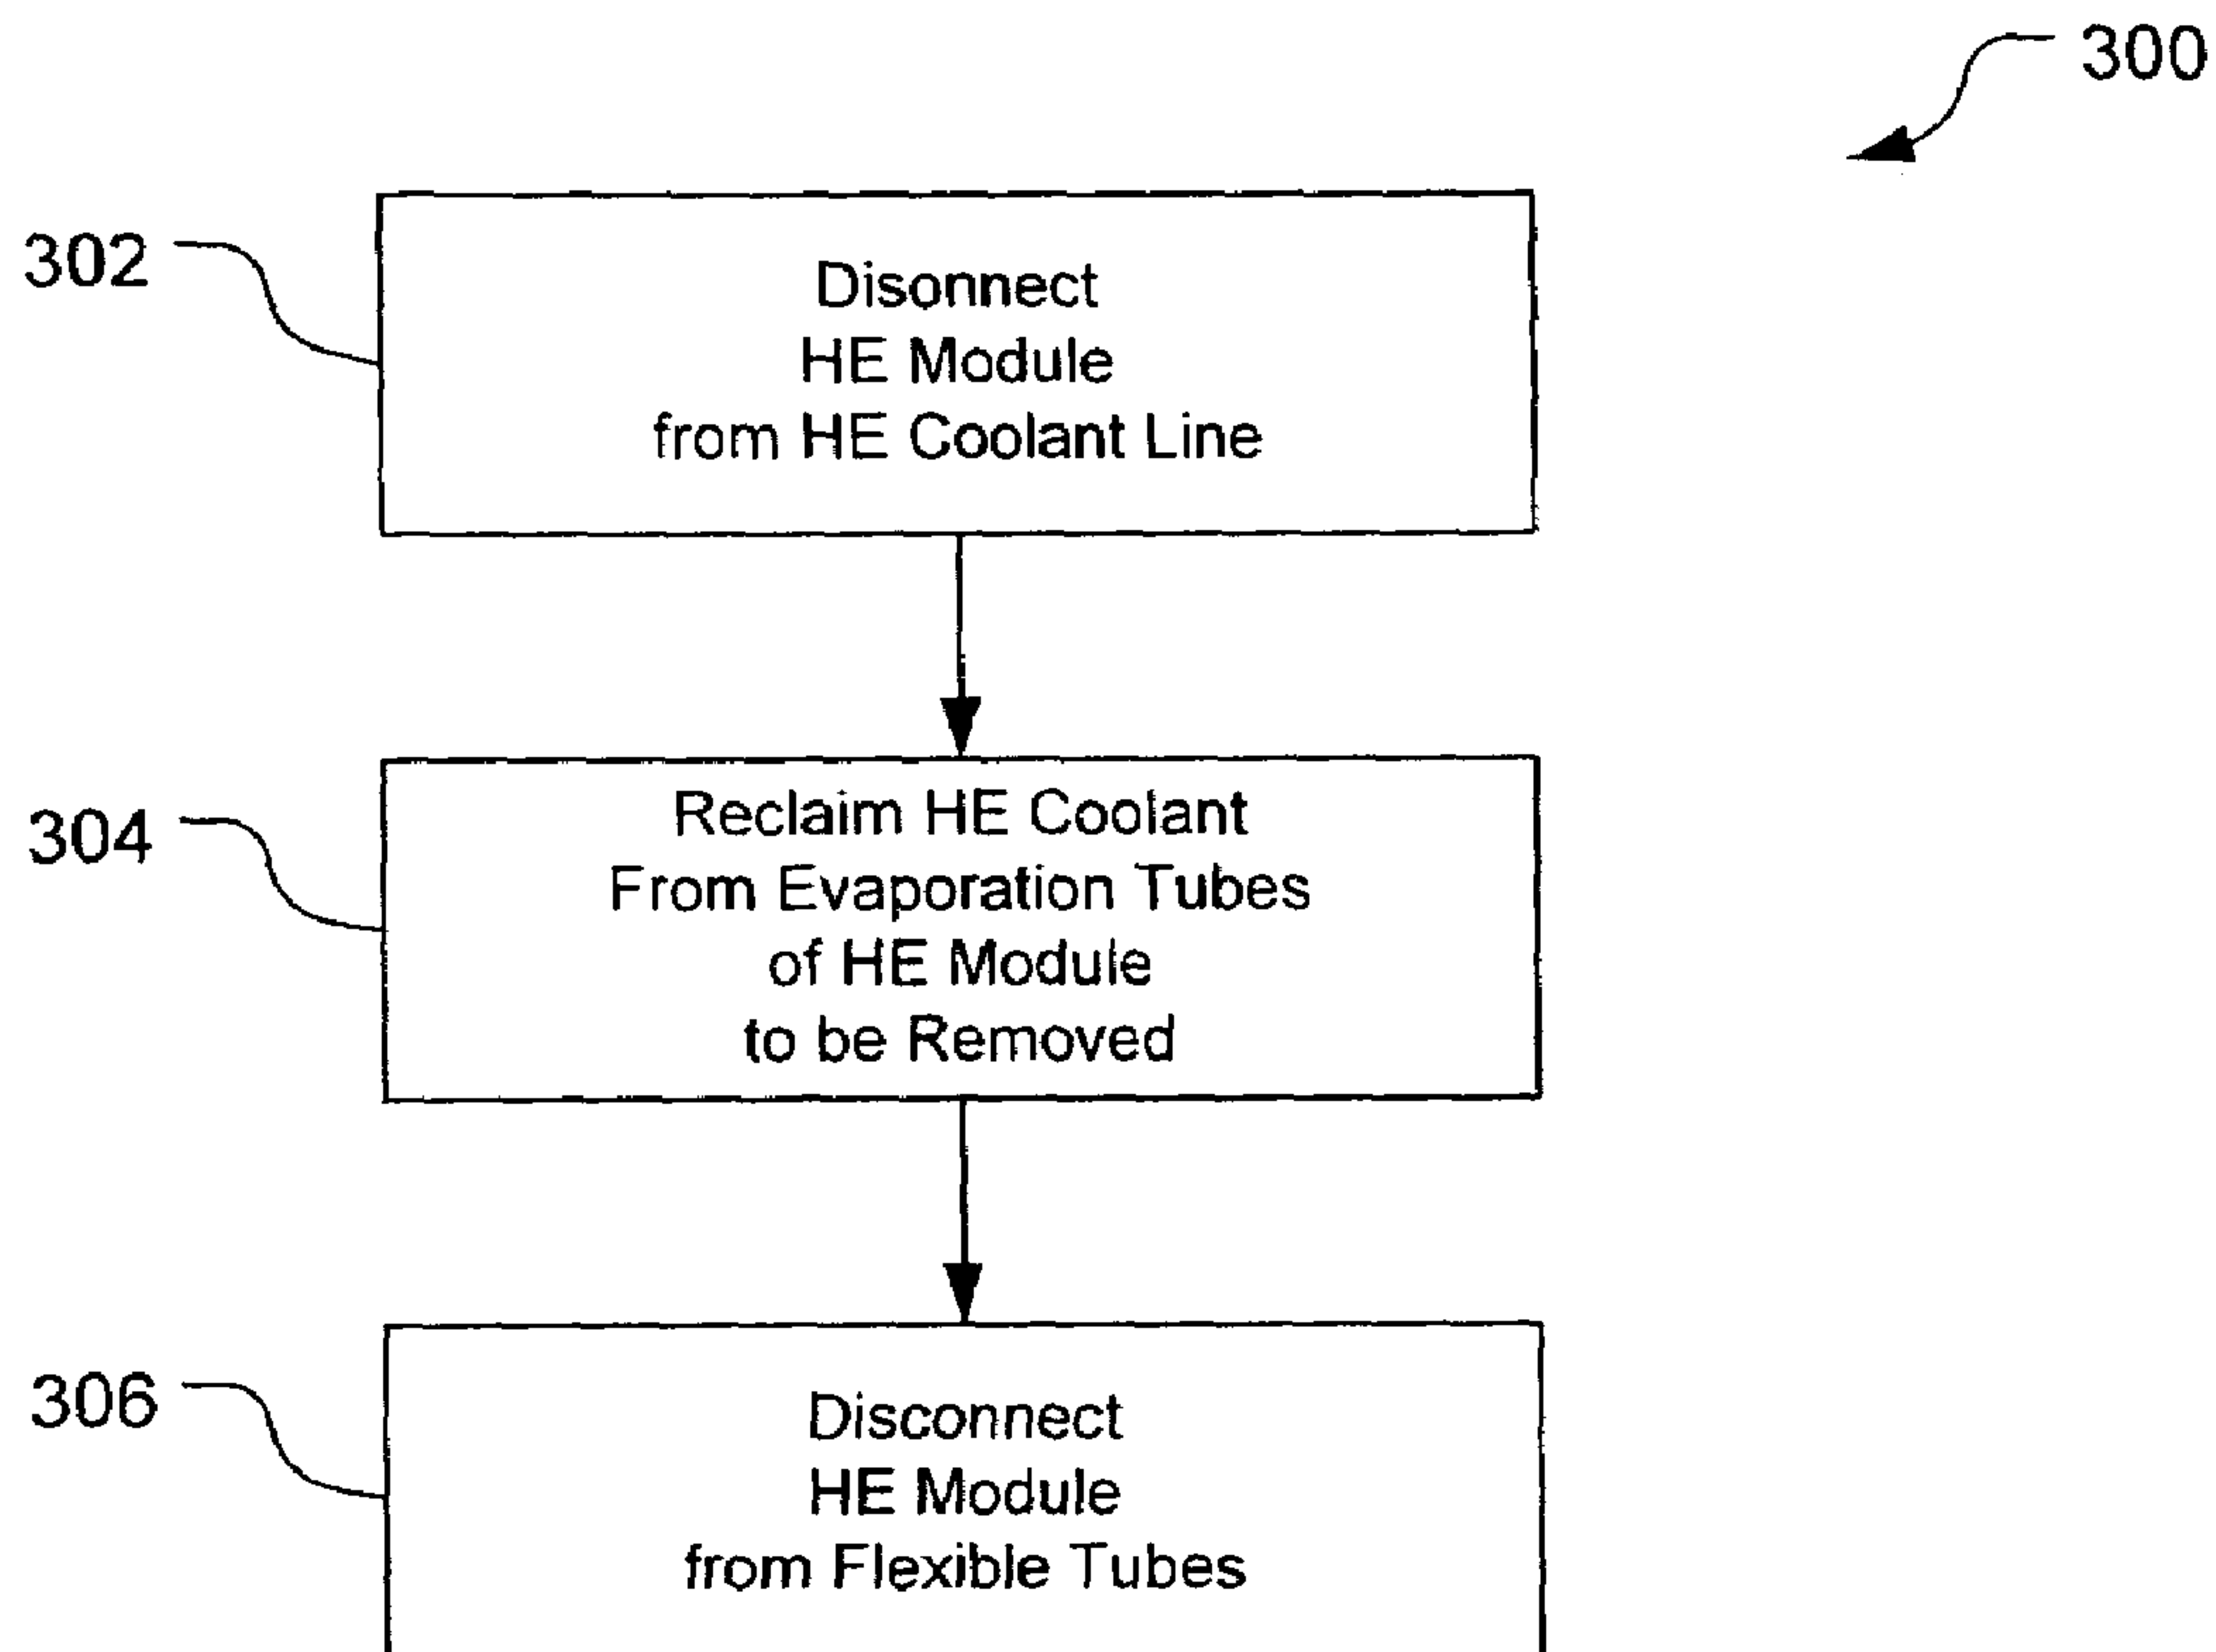 300
302
Disonnect
HE Module
from HE Coolant Line
304
Reclaim HE Coolant
From Evaporation Tubes
of HE Module
to be Removed
306
Disconnect
HE Module
from Flexible Tubes